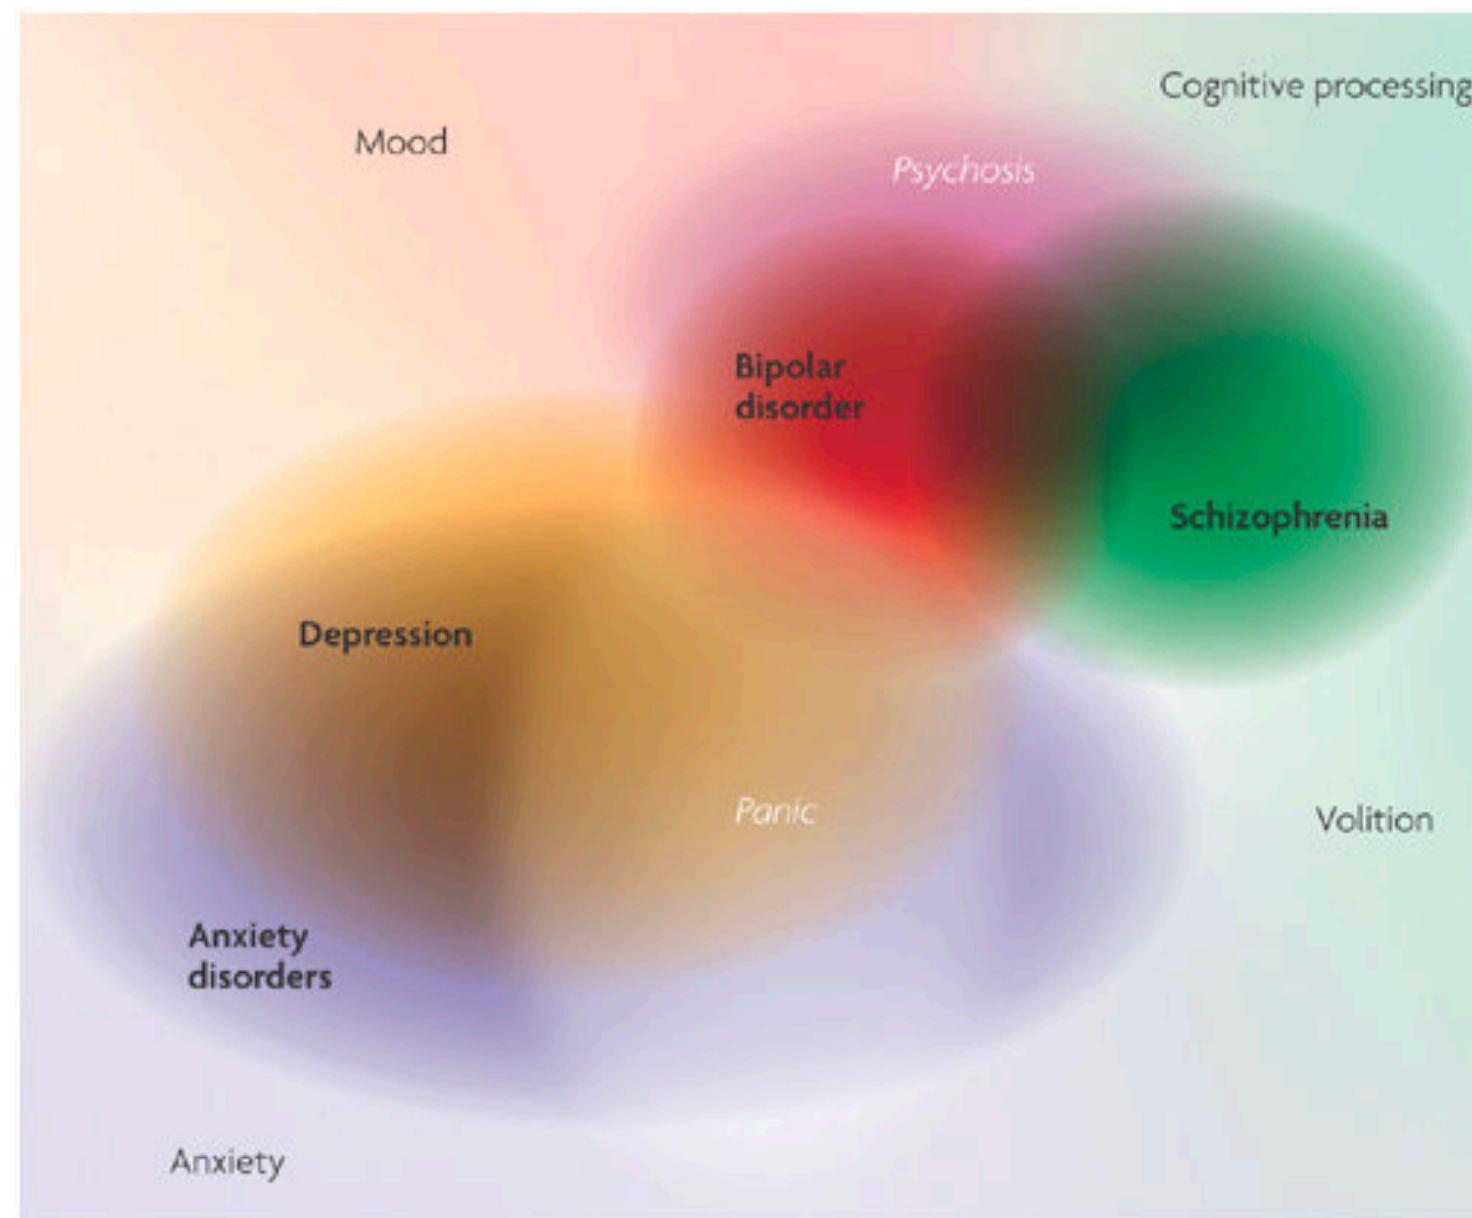 Cognitive processing
Mood
Psychosis
Bipolar
disorder
Schizophrenia
Depression
Panic
Volition
Anxiety
disorders
Anxiety